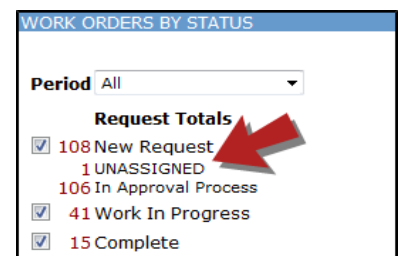 WORK ORDERS BY STATUS
Period All
Request Totals
108 New Request
1 UNASSIGNED
106 In Approval Process
41 Work In Progress
15 Complete